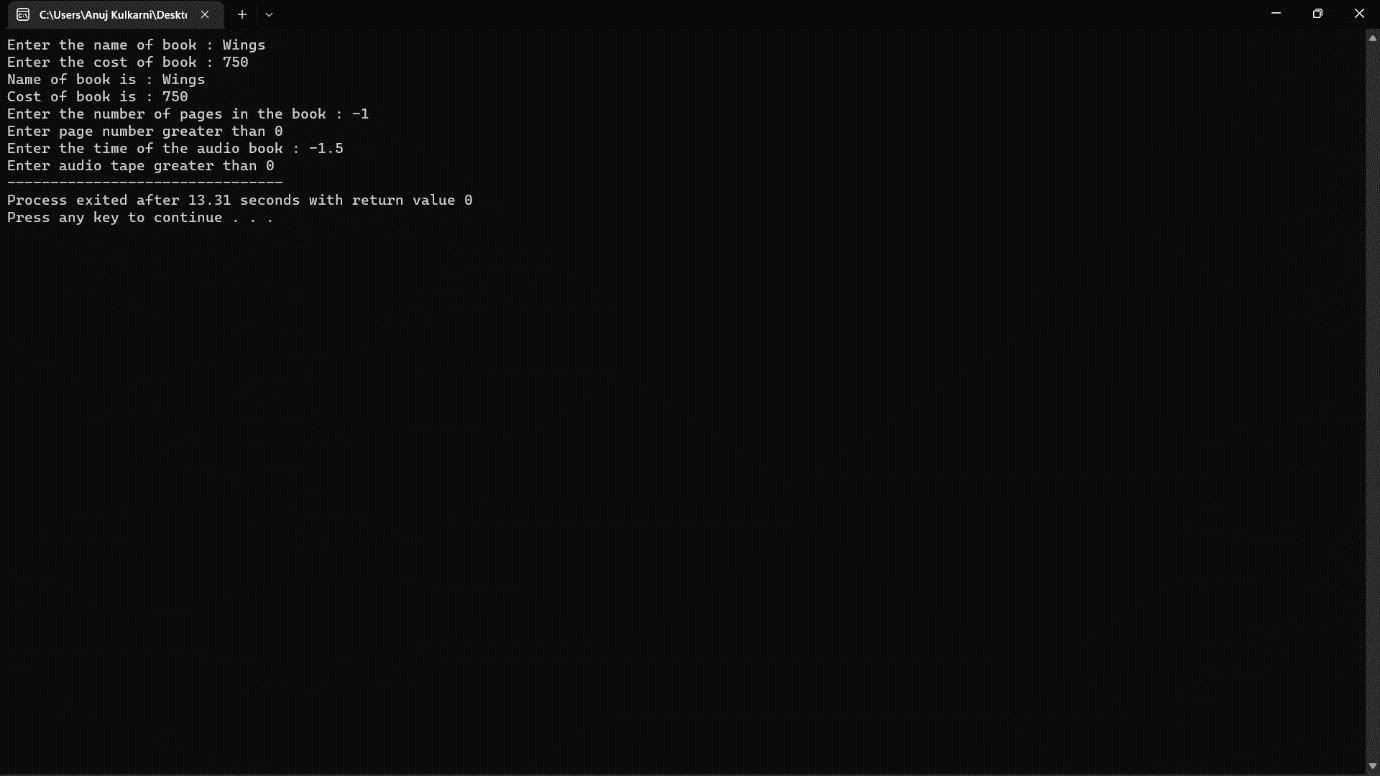 C:\Users\Anuj Kulkarni\Deskt
Enter the name of book : Wings
Enter the cost of book : 750
Name of book is : Wings
Cost of book is : 750
Enter the number of pages in the book : -1
Enter page number greater than 0
Enter the time of the audio book : -1.5
Enter audio tape greater than 0
--------------------------------
Process exited after 13.31 seconds with return value 0
Press any key to continue . . .